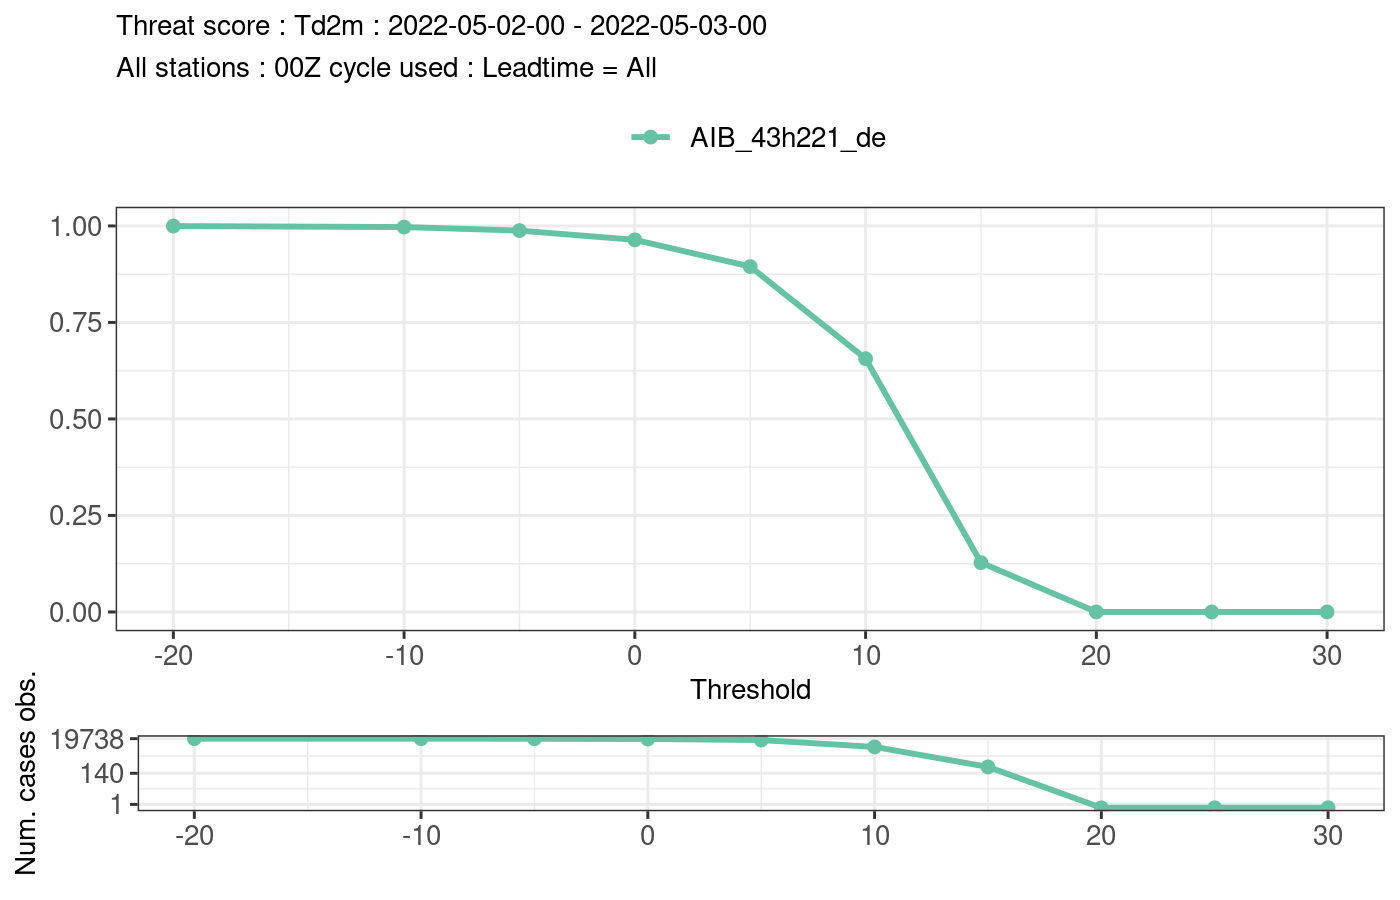 Threat score : Td2m : 2022-05-02-00 - 2022-05-03-00
All stations : 00Z cycle used : Leadtime = All
AIB_43h221_de
1.00
0.75
0.50
0.25
0.00
-20 -10 0 10 20 30
Threshold
Num. cases obs.
19738
140
1
-20 -10 0 10 20 30